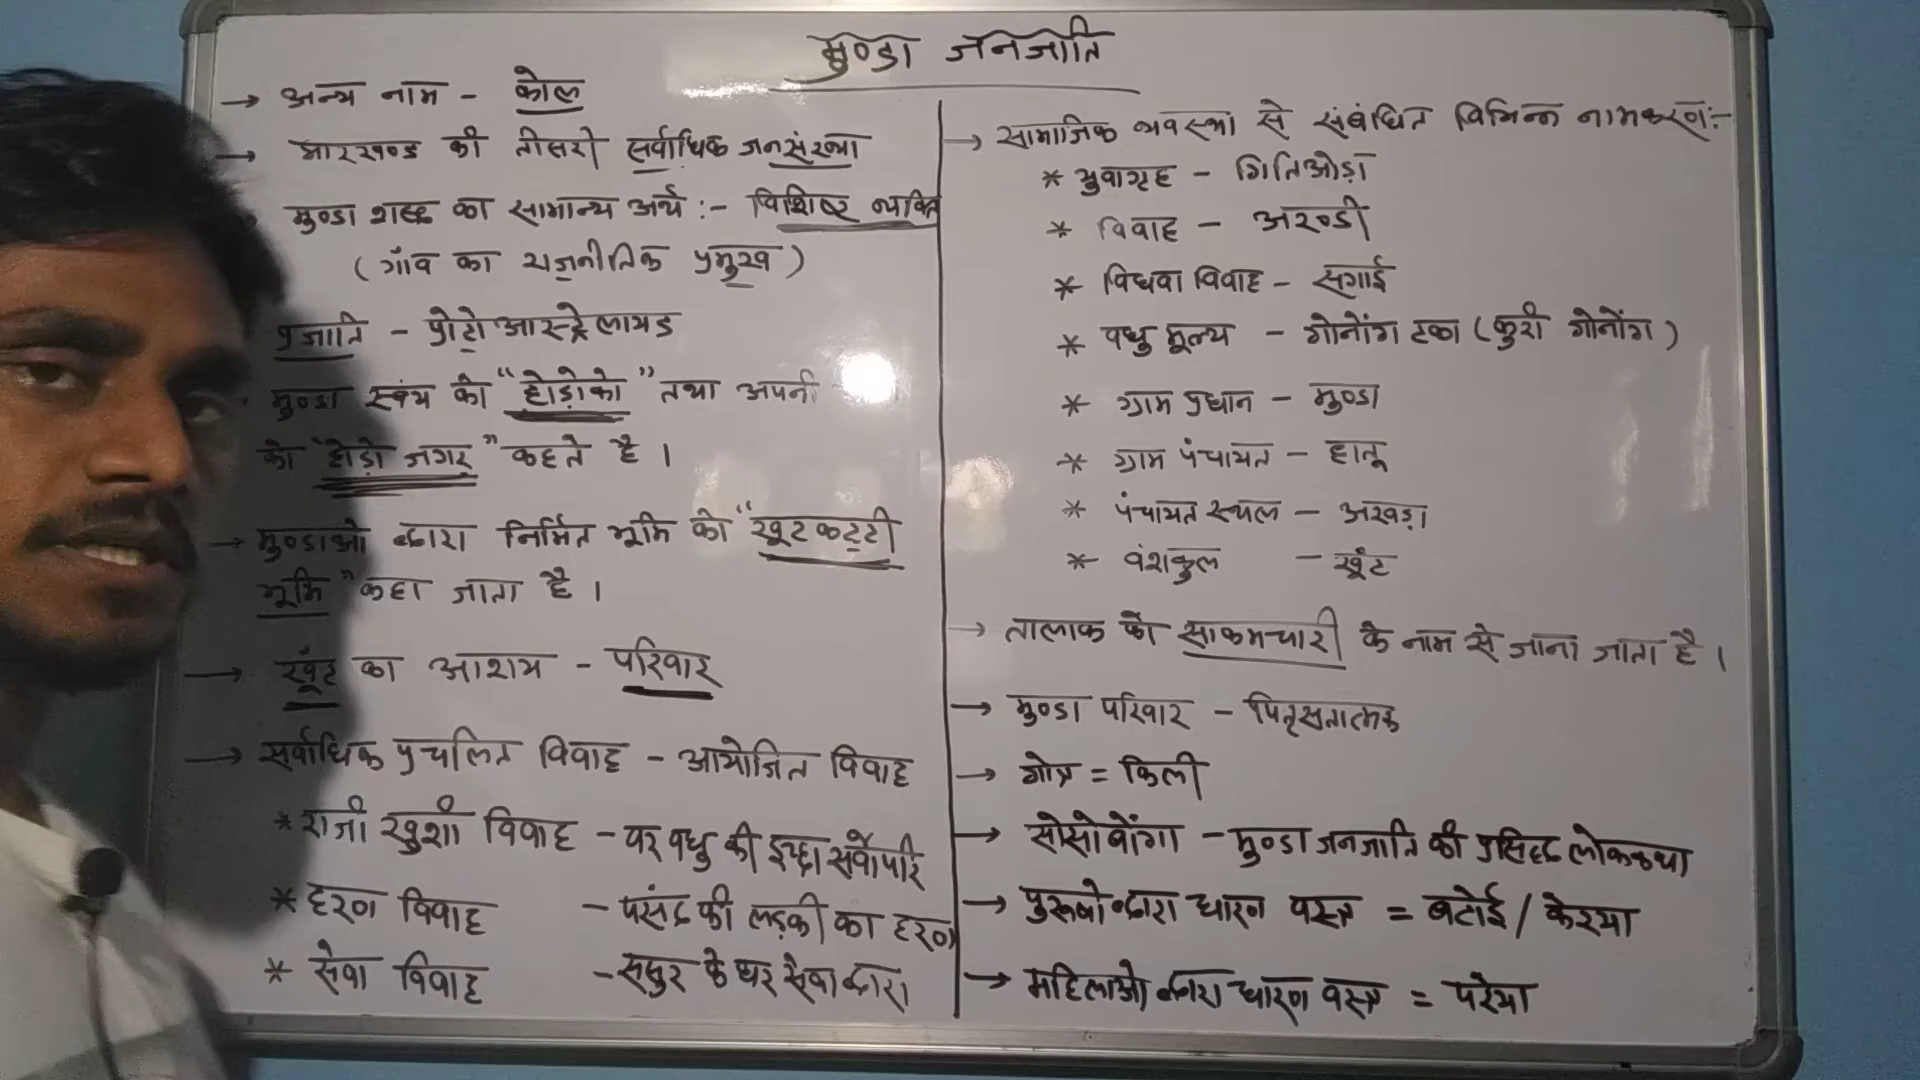 मुण्डा जनजाति
→ अन्य नाम - कोल
→ झारखण्ड की तीसरी सर्वाधिक जनसंख्या
मुण्डा शब्द का सामान्य अर्थ :- विशिष्ट व्यक्ति
(गाँव का राजनीतिक प्रमुख)
प्रजाति - प्रोटो आस्ट्रेलायड
मुण्डा स्वंय को "होड़ोको" तथा अपनी
को "होड़ो जगर" कहते है।
→ मुण्डाओ द्वारा निर्मित भूमि को "खूटकट्टी
भूमि" कहा जाता है।
→ खूँट का आशय - परिवार
→ सर्वाधिक प्रचलित विवाह - आयोजित विवाह
* राजी खुशी विवाह - वर वधु की इच्छा सर्वोपरि
* हरण विवाह - पसंद की लड़की का हरण
* सेवा विवाह - ससुर के घर सेवा द्वारा
→ सामाजिक व्यवस्था से संबंधित विभिन्न नामकरण:-
* युवागृह - गितिओड़ा
* विवाह - अरण्डी
* विधवा विवाह - सगाई
* वधु मूल्य - गोनोंग टका (कुरी गोनोंग)
* ग्राम प्रधान - मुण्डा
* ग्राम पंचायत - हातू
* पंचायत स्थल - अखड़ा
* वंशकुल - खूंट
→ तालाक को साकमचारी के नाम से जाना जाता है।
→ मुण्डा परिवार - पितृसतात्मक
→ गोत्र = किली
→ सोसोबोंगा - मुण्डा जनजाति की प्रसिद्द लोककथा
→ पुरूषो द्वारा धारण वस्त्र = बटोई / केरया
→ महिलाओ द्वारा धारण वस्त्र = परेया